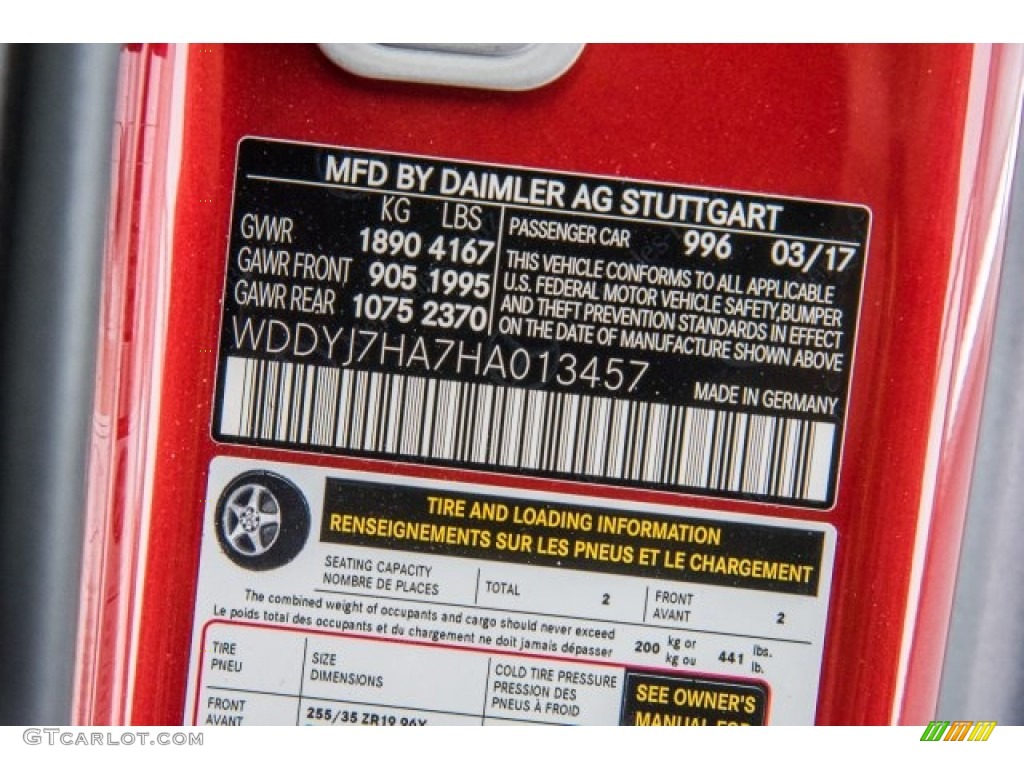 MFD BY DAIMLER AG STUTTGART
KG LBS
GVWR 1890 4167
GAWR FRONT 905 1995
GAWR REAR 1075 2370
PASSENGER CAR 996 03/17
THIS VEHICLE CONFORMS TO ALL APPLICABLE
U.S. FEDERAL MOTOR VEHICLE SAFETY,BUMPER
AND THEFT PREVENTION STANDARDS IN EFFECT
ON THE DATE OF MANUFACTURE SHOWN ABOVE
WDDYJ7HA7HA013457
MADE IN GERMANY
TIRE AND LOADING INFORMATION
RENSEIGNEMENTS SUR LES PNEUS ET LE CHARGEMENT
SEATING CAPACITY
NOMBRE DE PLACES
TOTAL 2
FRONT
AVANT
2
The combined weight of occupants and cargo should never exceed
Le poids total des occupants et du chargement ne doit jamais dépasser
200 kg or
kg ou
441 lbs.
lb.
TIRE
PNEU
SIZE
DIMENSIONS
COLD TIRE PRESSURE
PRESSION DES
PNEUS À FROID
SEE OWNER'S
MANUAL FOR
FRONT
AVANT
255/35 ZR19 96Y
GTCARLOT.COM